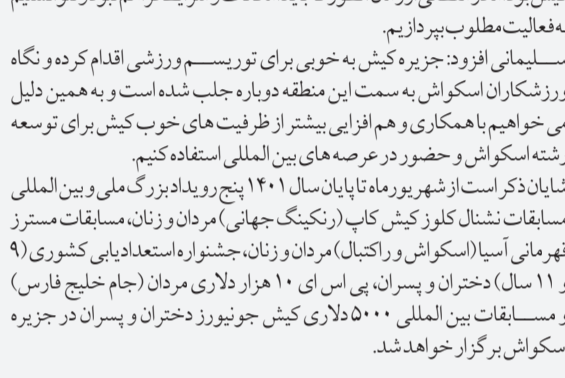 به فعالیت مطلوب بپردازیم.
سلیمانی افزود: جزیره کیش به خوبی برای توریسم ورزشی اقدام کرده و نگاه
ورزشکاران اسکواش به سمت این منطقه دوباره جلب شده است و به همین دلیل
می خواهیم با همکاری و هم افزایی بیشتر از ظرفیت های خوب کیش برای توسعه
رشته اسکواش و حضور در عرصه های بین المللی استفاده کنیم.
شایان ذکر است از شهریورماه تا پایان سال ۱۴۰۱ پنج رویداد بزرگ ملی و بین المللی
مسابقات نشنال کلوز کیش کاپ (رنکینگ جهانی) مردان و زنان، مسابقات مسترز
قهرمانی آسیا (اسکواش و راکتبال) مردان و زنان، جشنواره استعدادیابی کشوری (۹
و ۱۱ سال) دختران و پسران، پی اس ای ۱۰ هزار دلاری مردان (جام خلیج فارس)
و مسابقات بین المللی ۵۰۰۰ دلاری کیش جونیورز دختران و پسران در جزیره
اسکواش برگزار خواهد شد.